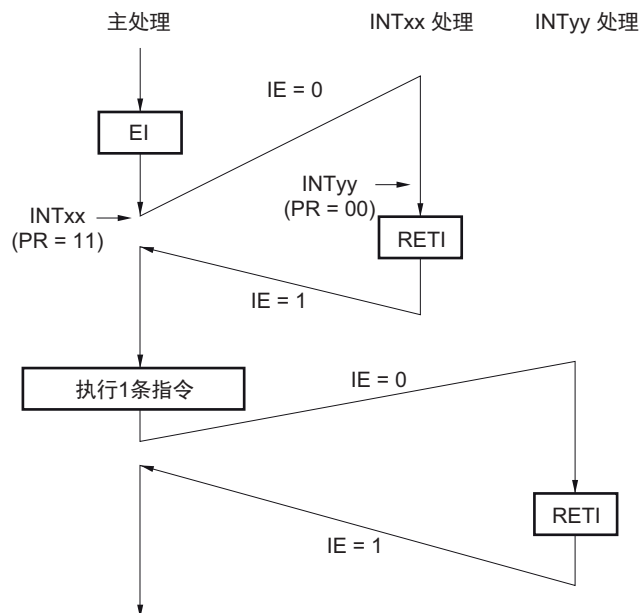 主处理
INTxx 处理
INTyy 处理
IE = 0
EI
INTyy
(PR = 00)
INTxx
(PR = 11)
RETI
IE = 1
执行1条指令
IE = 0
RETI
IE = 1